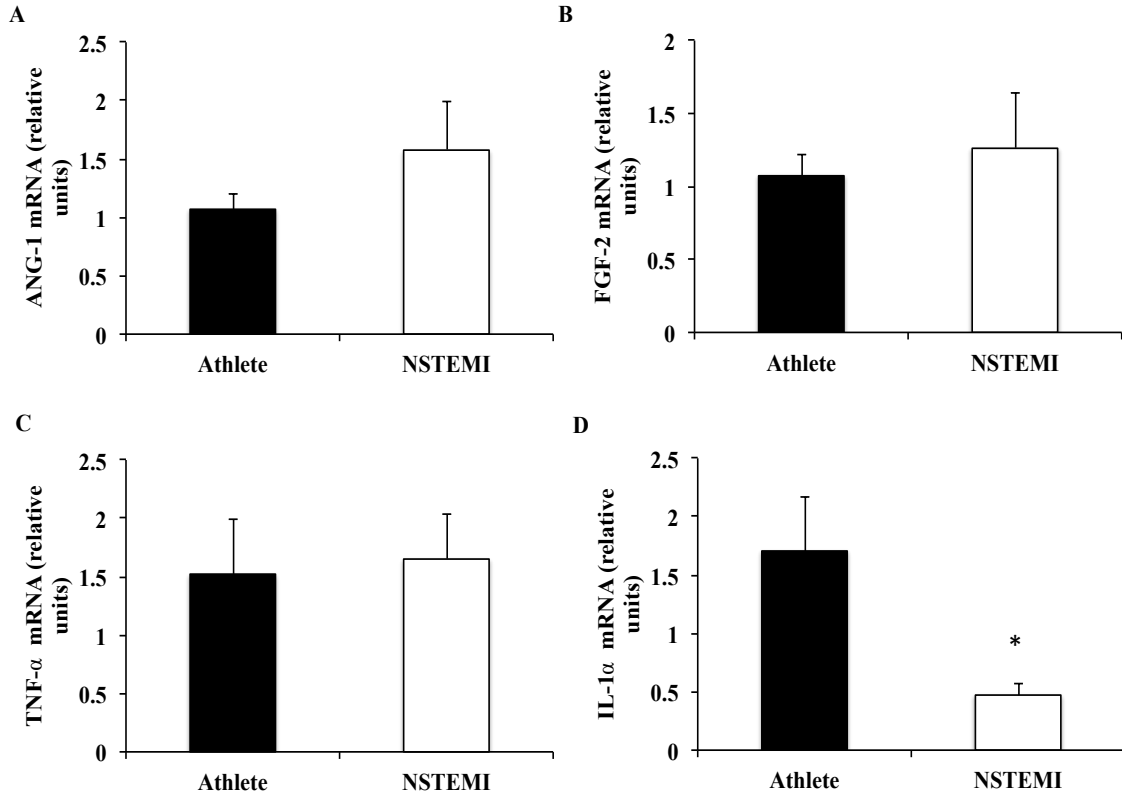 A
ANG-1 mRNA (relative
units)
2.5
2
1.5
1
0.5
0
Athlete
NSTEMI
B
FGF-2 mRNA (relative
units)
2
1.5
1
0.5
0
Athlete
NSTEMI
C
TNF-α mRNA (relative
units)
2.5
2
1.5
1
0.5
0
Athlete
NSTEMI
D
IL-1α mRNA (relative
units)
2.5
2
1.5
1
0.5
0
*
Athlete
NSTEMI